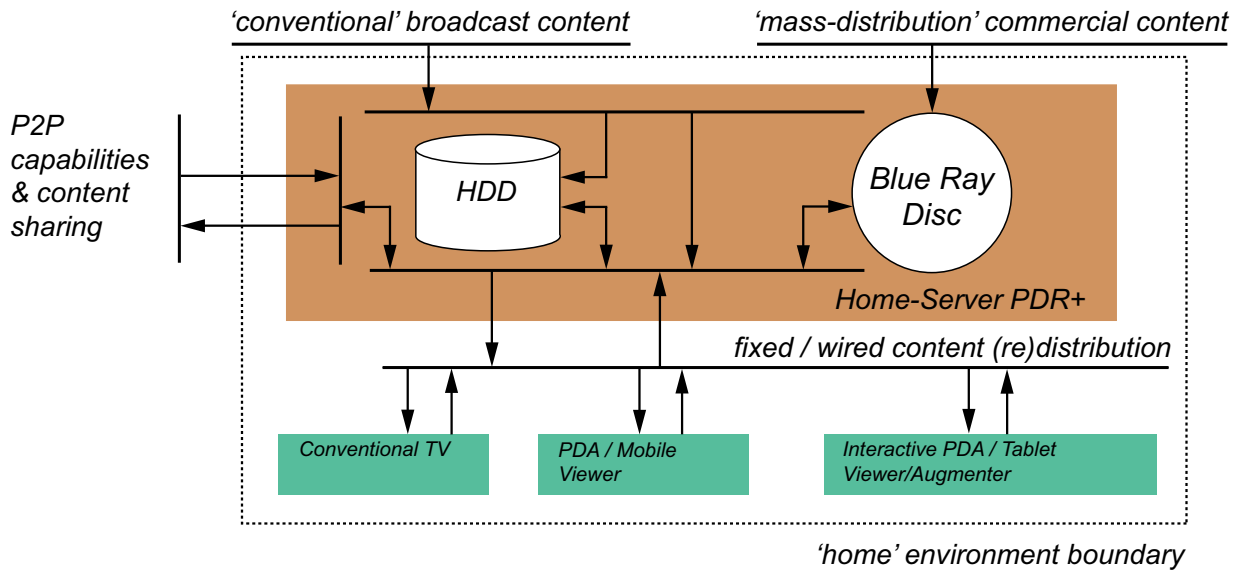 ‘conventional’ broadcast content
‘mass-distribution’ commercial content
P2P
capabilities
& content
sharing
HDD
Blue Ray
Disc
Home-Server PDR+
fixed / wired content (re)distribution
Conventional TV
PDA / Mobile
Viewer
Interactive PDA / Tablet
Viewer/Augmenter
‘home’ environment boundary